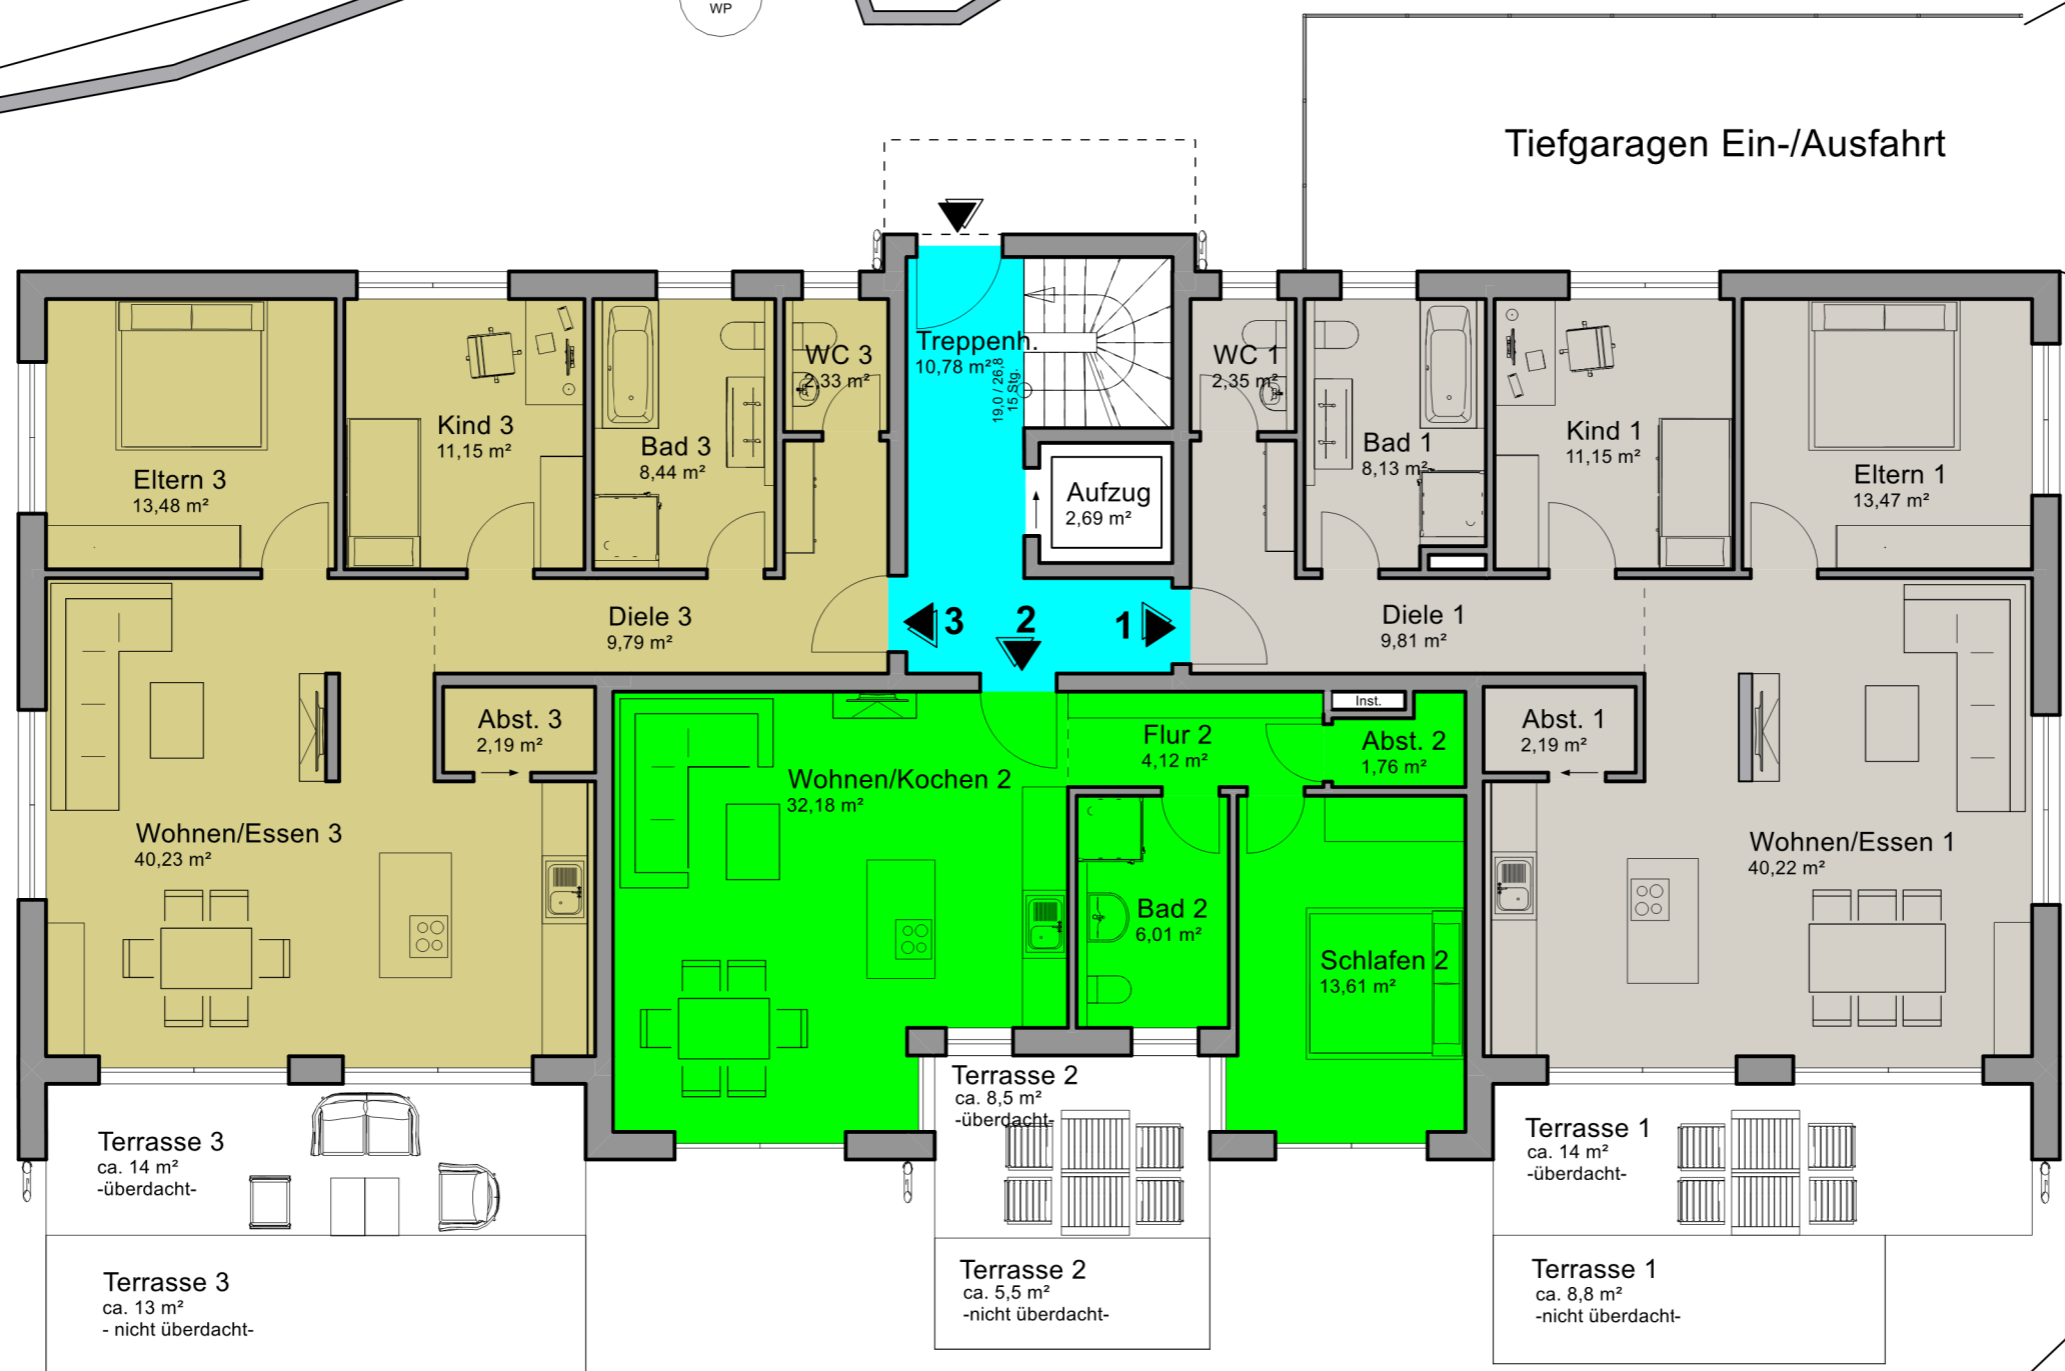 WP
Tiefgaragen Ein-/Ausfahrt
Eltern 3
13,48 m²
Kind 3
11,15 m²
Bad 3
8,44 m²
WC 3
2,33 m²
Treppenh.
10,78 m²
19,0 / 26,8
15 Stg.
Aufzug
2,69 m²
WC 1
2,35 m²
Bad 1
8,13 m²
Kind 1
11,15 m²
Eltern 1
13,47 m²
Diele 3
9,79 m²
3
2
1
Diele 1
9,81 m²
Abst. 3
2,19 m²
Wohnen/Essen 3
40,23 m²
Wohnen/Kochen 2
32,18 m²
Flur 2
4,12 m²
Inst.
Abst. 2
1,76 m²
Bad 2
6,01 m²
Schlafen 2
13,61 m²
Abst. 1
2,19 m²
Wohnen/Essen 1
40,22 m²
Terrasse 3
ca. 14 m²
-überdacht-
Terrasse 2
ca. 8,5 m²
-überdacht-
Terrasse 1
ca. 14 m²
-überdacht-
Terrasse 3
ca. 13 m²
- nicht überdacht-
Terrasse 2
ca. 5,5 m²
-nicht überdacht-
Terrasse 1
ca. 8,8 m²
-nicht überdacht-